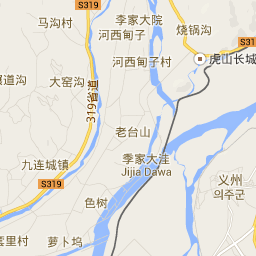 马沟村
李家大院
河西甸子
烧锅沟
S319
S31
河西甸子村
虎山长城
道沟
大窑沟
319省道
老台山
九连城镇
季家大洼
Jijia Dawa
S319
义州
의주군
色树
S319
里村
萝卜坞